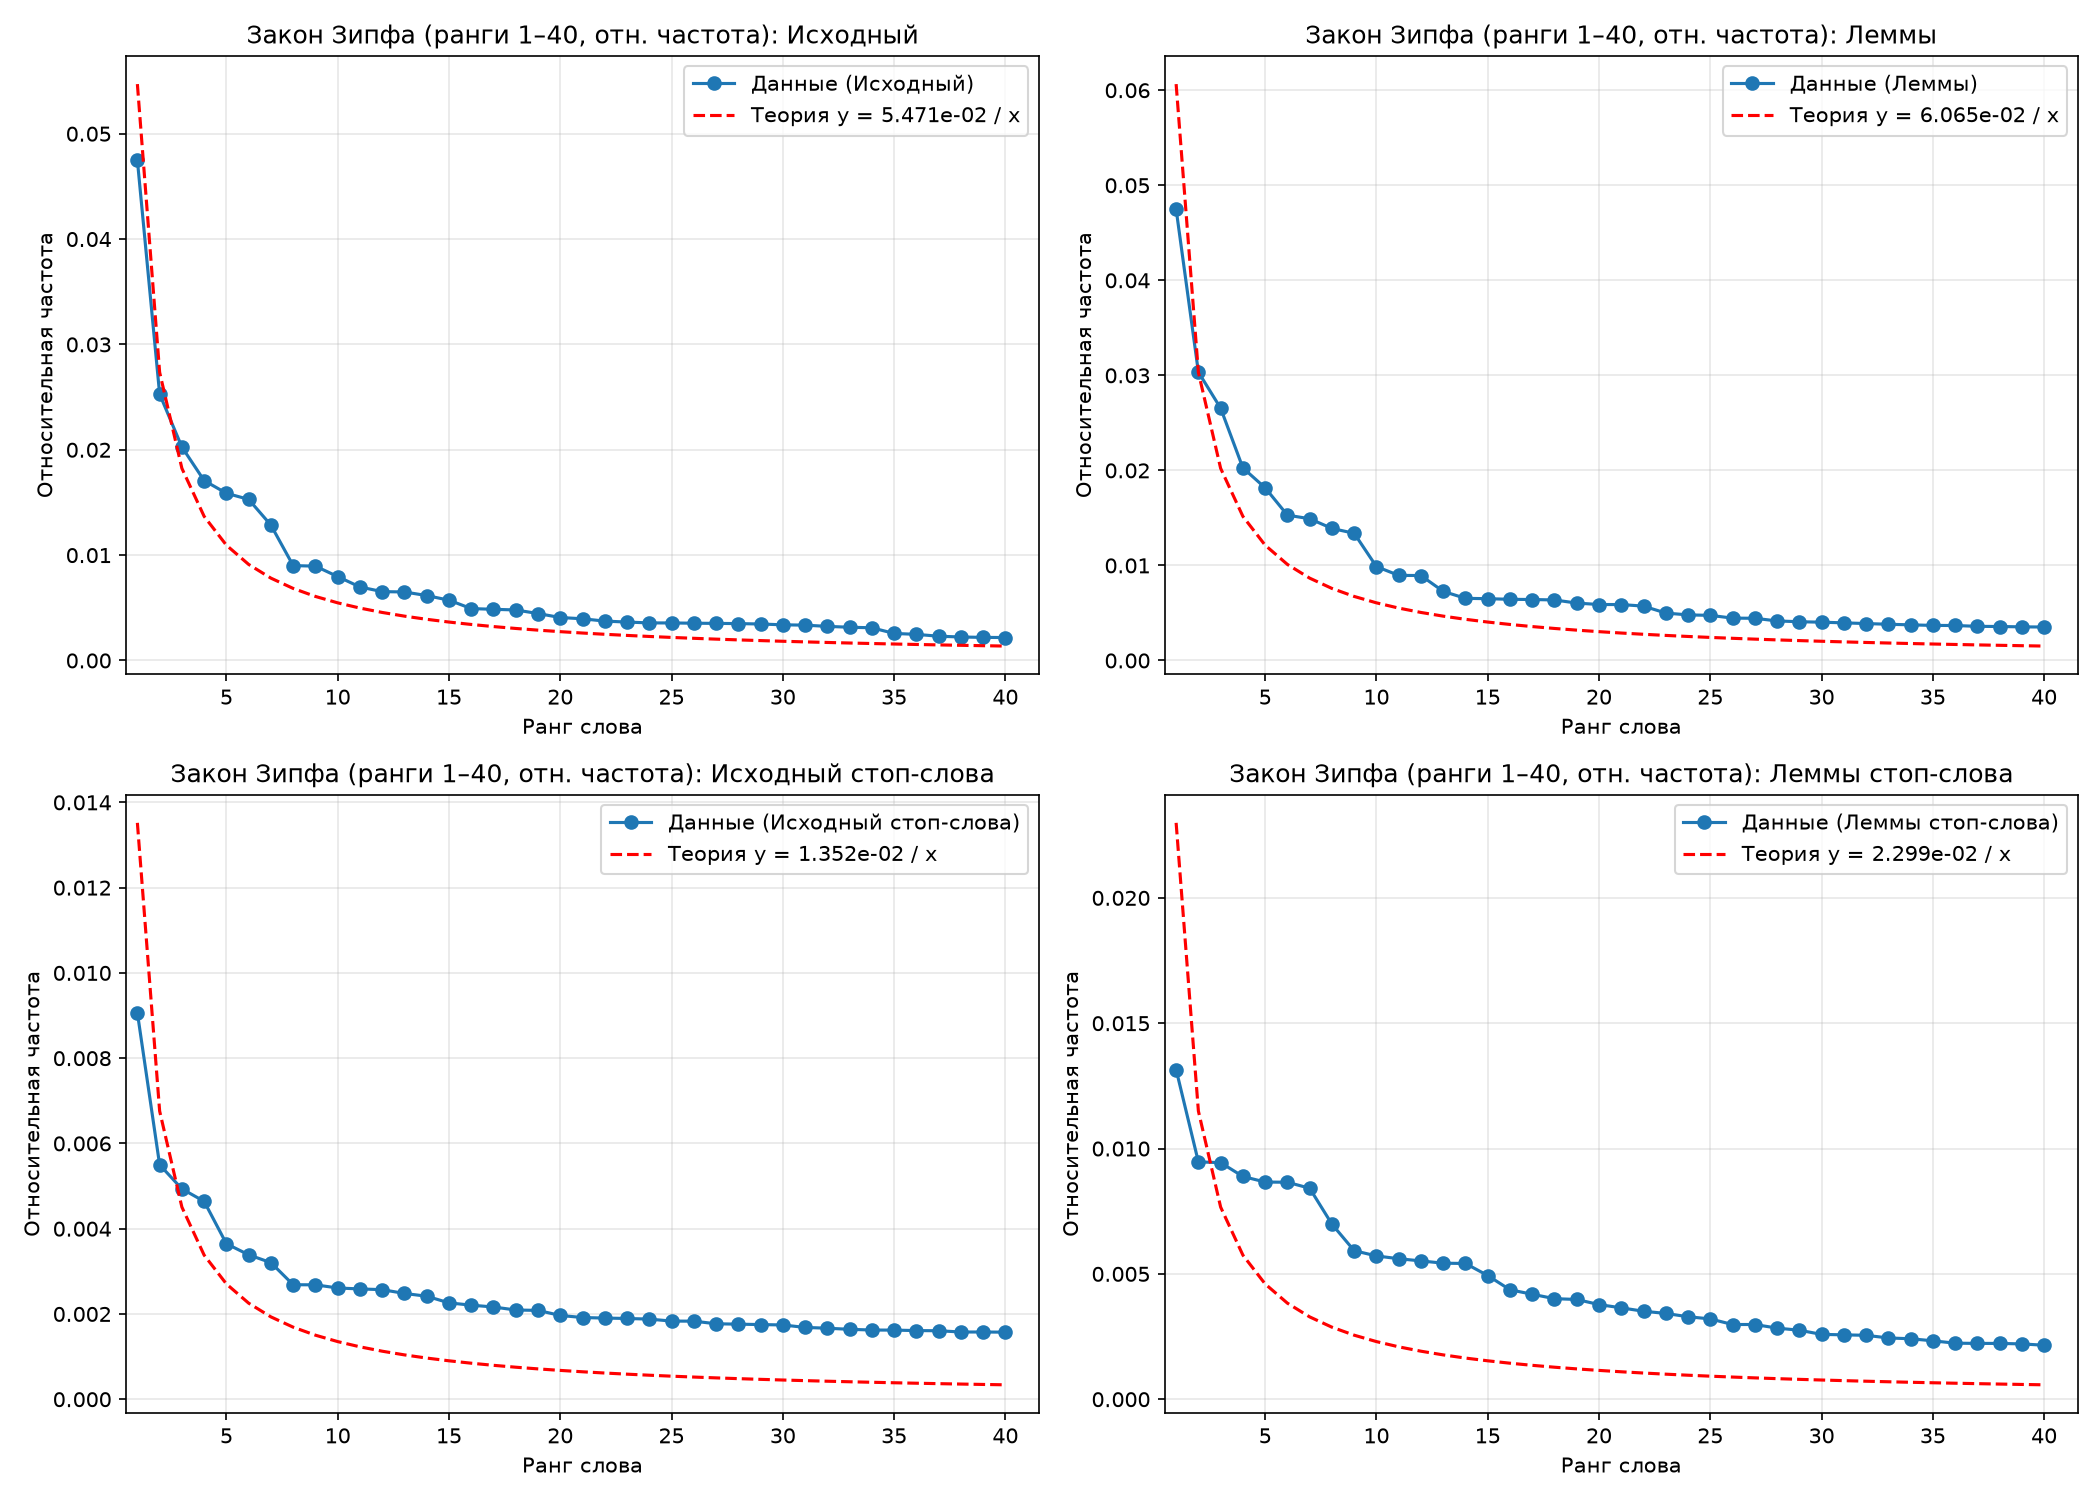 Закон Зипфа (ранги 1–40, отн. частота): Исходный
Данные (Исходный)
Теория y = 5.471e-02 / x
0.05
0.04
0.03
0.02
0.01
0.00
Относительная частота
5 10 15 20 25 30 35 40
Ранг слова
Закон Зипфа (ранги 1–40, отн. частота): Леммы
Данные (Леммы)
Теория y = 6.065e-02 / x
0.06
0.05
0.04
0.03
0.02
0.01
0.00
Относительная частота
5 10 15 20 25 30 35 40
Ранг слова
Закон Зипфа (ранги 1–40, отн. частота): Исходный стоп-слова
Данные (Исходный стоп-слова)
Теория y = 1.352e-02 / x
0.014
0.012
0.010
0.008
0.006
0.004
0.002
0.000
Относительная частота
5 10 15 20 25 30 35 40
Ранг слова
Закон Зипфа (ранги 1–40, отн. частота): Леммы стоп-слова
Данные (Леммы стоп-слова)
Теория y = 2.299e-02 / x
0.020
0.015
0.010
0.005
0.000
Относительная частота
5 10 15 20 25 30 35 40
Ранг слова